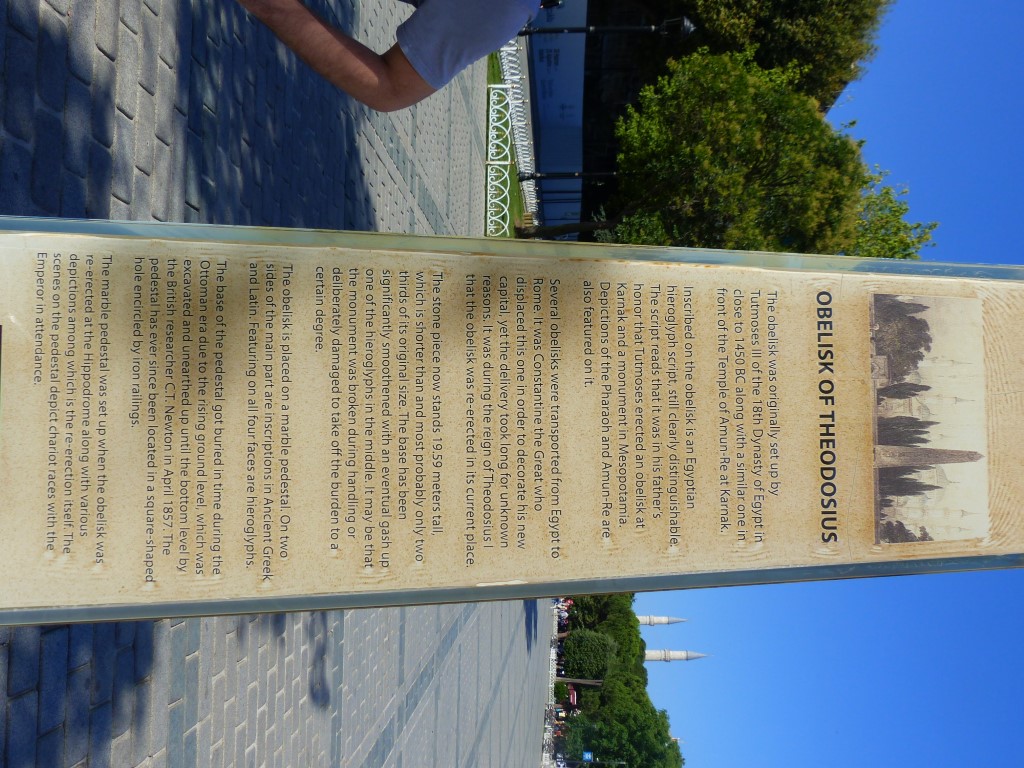 OBELISK OF THEODOSIUS
The obelisk was originally set up by
Tutmoses III of the 18th Dynasty of Egypt in
close to 1450 BC along with a similar one in
front of the Temple of Amun-Re at Karnak.
Inscribed on the obelisk is an Egyptian
hieroglyph script, still clearly distinguishable.
The script reads that it was in his father's
honor that Tutmoses erected an obelisk at
Karnak and a monument in Mesopotamia.
Depictions of the Pharaoh and Amun-Re are
also featured on it.
Several obelisks were transported from Egypt to
Rome. It was Constantine the Great who
displaced this one in order to decorate his new
capital, yet the delivery took long for unknown
reasons. It was during the reign of Theodosius I
that the obelisk was re-erected in its current place.
The stone piece now stands 19.59 meters tall,
which is shorter than and most probably only two
thirds of its original size. The base has been
significantly smoothened with an eventual gash up
one of the hieroglyphs in the middle. It may be that
the monument was broken during handling or
deliberately damaged to take off the burden to a
certain degree.
The obelisk is placed on a marble pedestal. On two
sides of the main part are inscriptions in Ancient Greek
and Latin. Featuring on all four faces are hieroglyphs.
The base of the pedestal got buried in time during the
Ottoman era due to the rising ground level, which was
excavated and unearthed up until the bottom level by
the British researcher C.T. Newton in April 1857. The
pedestal has ever since been located in a square-shaped
hole encircled by iron railings.
The marble pedestal was set up when the obelisk was
re-erected at the Hippodrome along with various
depictions among which is the re-erection itself. The
scenes on the pedestal depict chariot races with the
Emperor in attendance.